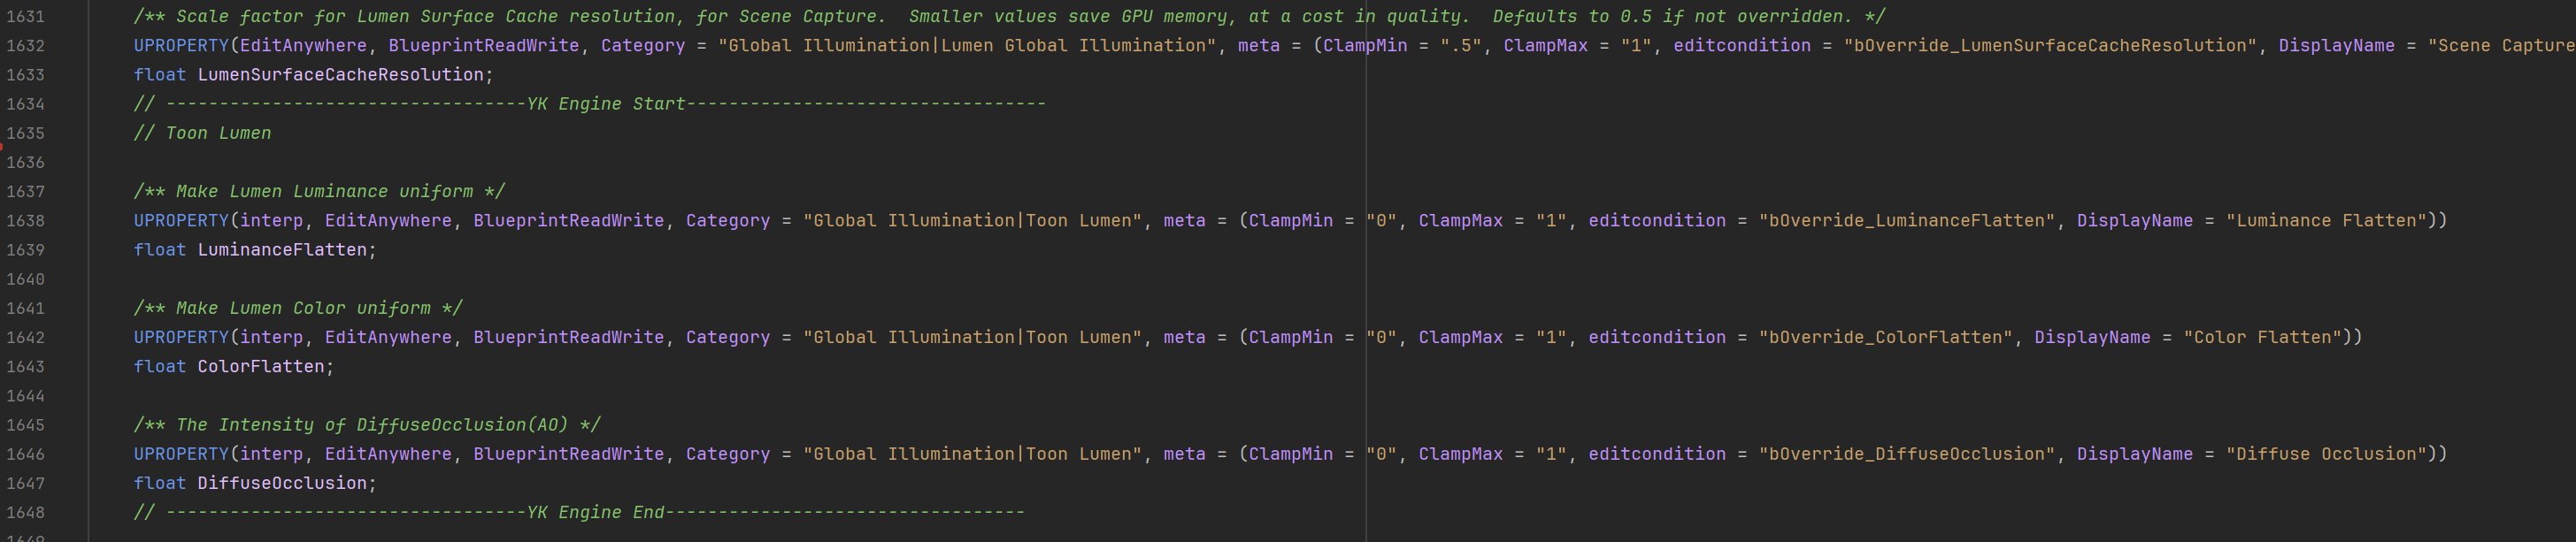 1631 /** Scale factor for Lumen Surface Cache resolution, for Scene Capture.  Smaller values save GPU memory, at a cost in quality.  Defaults to 0.5 if not overridden. */
1632 UPROPERTY(EditAnywhere, BlueprintReadWrite, Category = "Global Illumination|Lumen Global Illumination", meta = (ClampMin = ".5", ClampMax = "1", editcondition = "bOverride_LumenSurfaceCacheResolution", DisplayName = "Scene Capture
1633 float LumenSurfaceCacheResolution;
1634 // ----------------------------------YK Engine Start----------------------------------
1635 // Toon Lumen
1636
1637 /** Make Lumen Luminance uniform */
1638 UPROPERTY(interp, EditAnywhere, BlueprintReadWrite, Category = "Global Illumination|Toon Lumen", meta = (ClampMin = "0", ClampMax = "1", editcondition = "bOverride_LuminanceFlatten", DisplayName = "Luminance Flatten"))
1639 float LuminanceFlatten;
1640
1641 /** Make Lumen Color uniform */
1642 UPROPERTY(interp, EditAnywhere, BlueprintReadWrite, Category = "Global Illumination|Toon Lumen", meta = (ClampMin = "0", ClampMax = "1", editcondition = "bOverride_ColorFlatten", DisplayName = "Color Flatten"))
1643 float ColorFlatten;
1644
1645 /** The Intensity of DiffuseOcclusion(AO) */
1646 UPROPERTY(interp, EditAnywhere, BlueprintReadWrite, Category = "Global Illumination|Toon Lumen", meta = (ClampMin = "0", ClampMax = "1", editcondition = "bOverride_DiffuseOcclusion", DisplayName = "Diffuse Occlusion"))
1647 float DiffuseOcclusion;
1648 // ----------------------------------YK Engine End----------------------------------